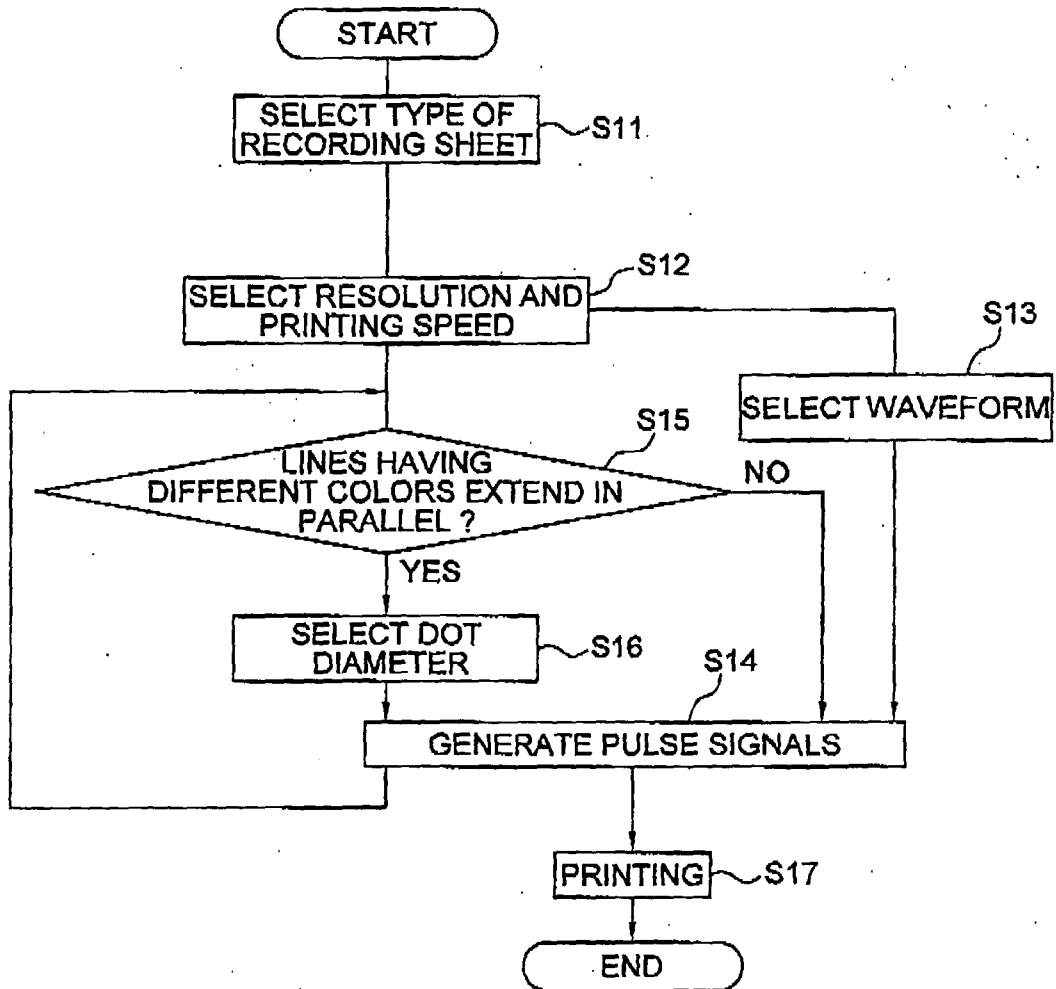 START
SELECT TYPE OF
RECORDING SHEET
S11
S12
SELECT RESOLUTION AND
PRINTING SPEED
S13
SELECT WAVEFORM
S15
LINES HAVING
DIFFERENT COLORS EXTEND IN
PARALLEL ?
NO
YES
SELECT DOT
DIAMETER
S16
S14
GENERATE PULSE SIGNALS
PRINTING
S17
END